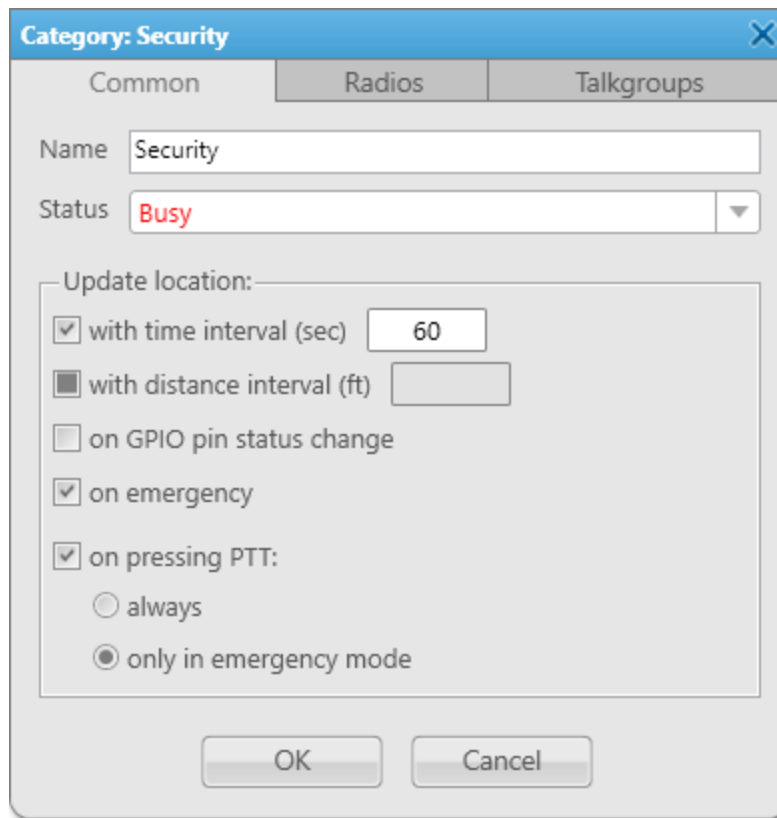 Category: Security
Common Radios Talkgroups
Name Security
Status Busy
Update location:
with time interval (sec) 60
with distance interval (ft)
on GPIO pin status change
on emergency
on pressing PTT:
always
only in emergency mode
OK Cancel